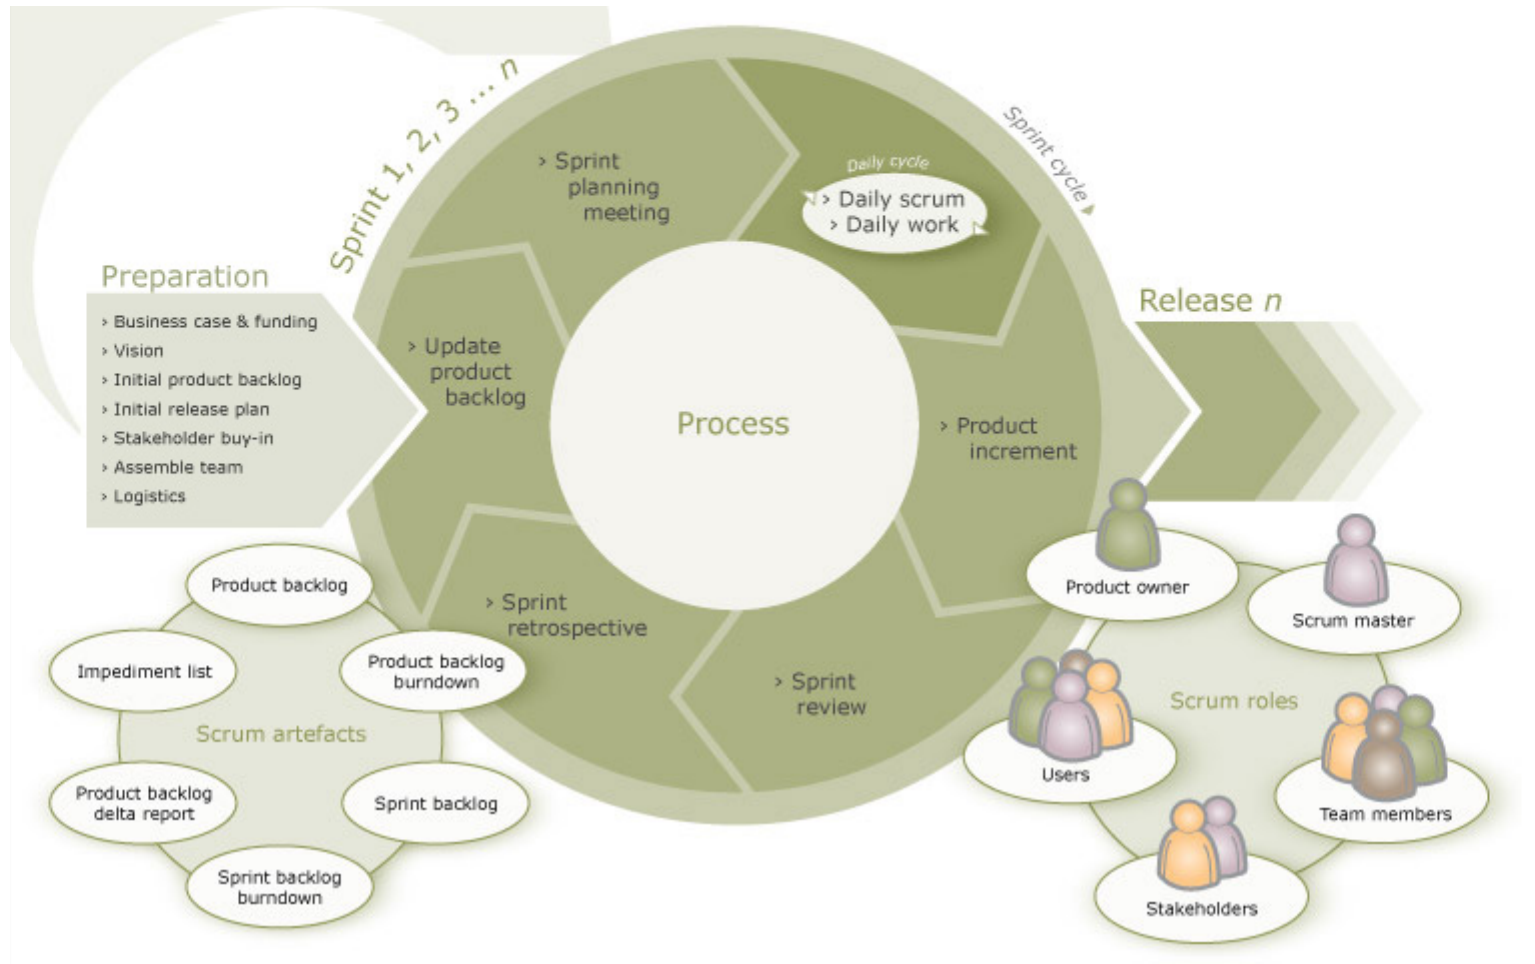 Sprint 1, 2, 3 ... n
Sprint cycle
Preparation
› Business case & funding
› Vision
› Initial product backlog
› Initial release plan
› Stakeholder buy-in
› Assemble team
› Logistics
› Sprint
planning
meeting
Daily cycle
› Daily scrum
› Daily work
› Update
product
backlog
Process
› Product
increment
› Sprint
retrospective
› Sprint
review
Release n
Product backlog
Impediment list
Product backlog
burndown
Scrum artefacts
Product backlog
delta report
Sprint backlog
Sprint backlog
burndown
Product owner
Scrum master
Scrum roles
Users
Team members
Stakeholders